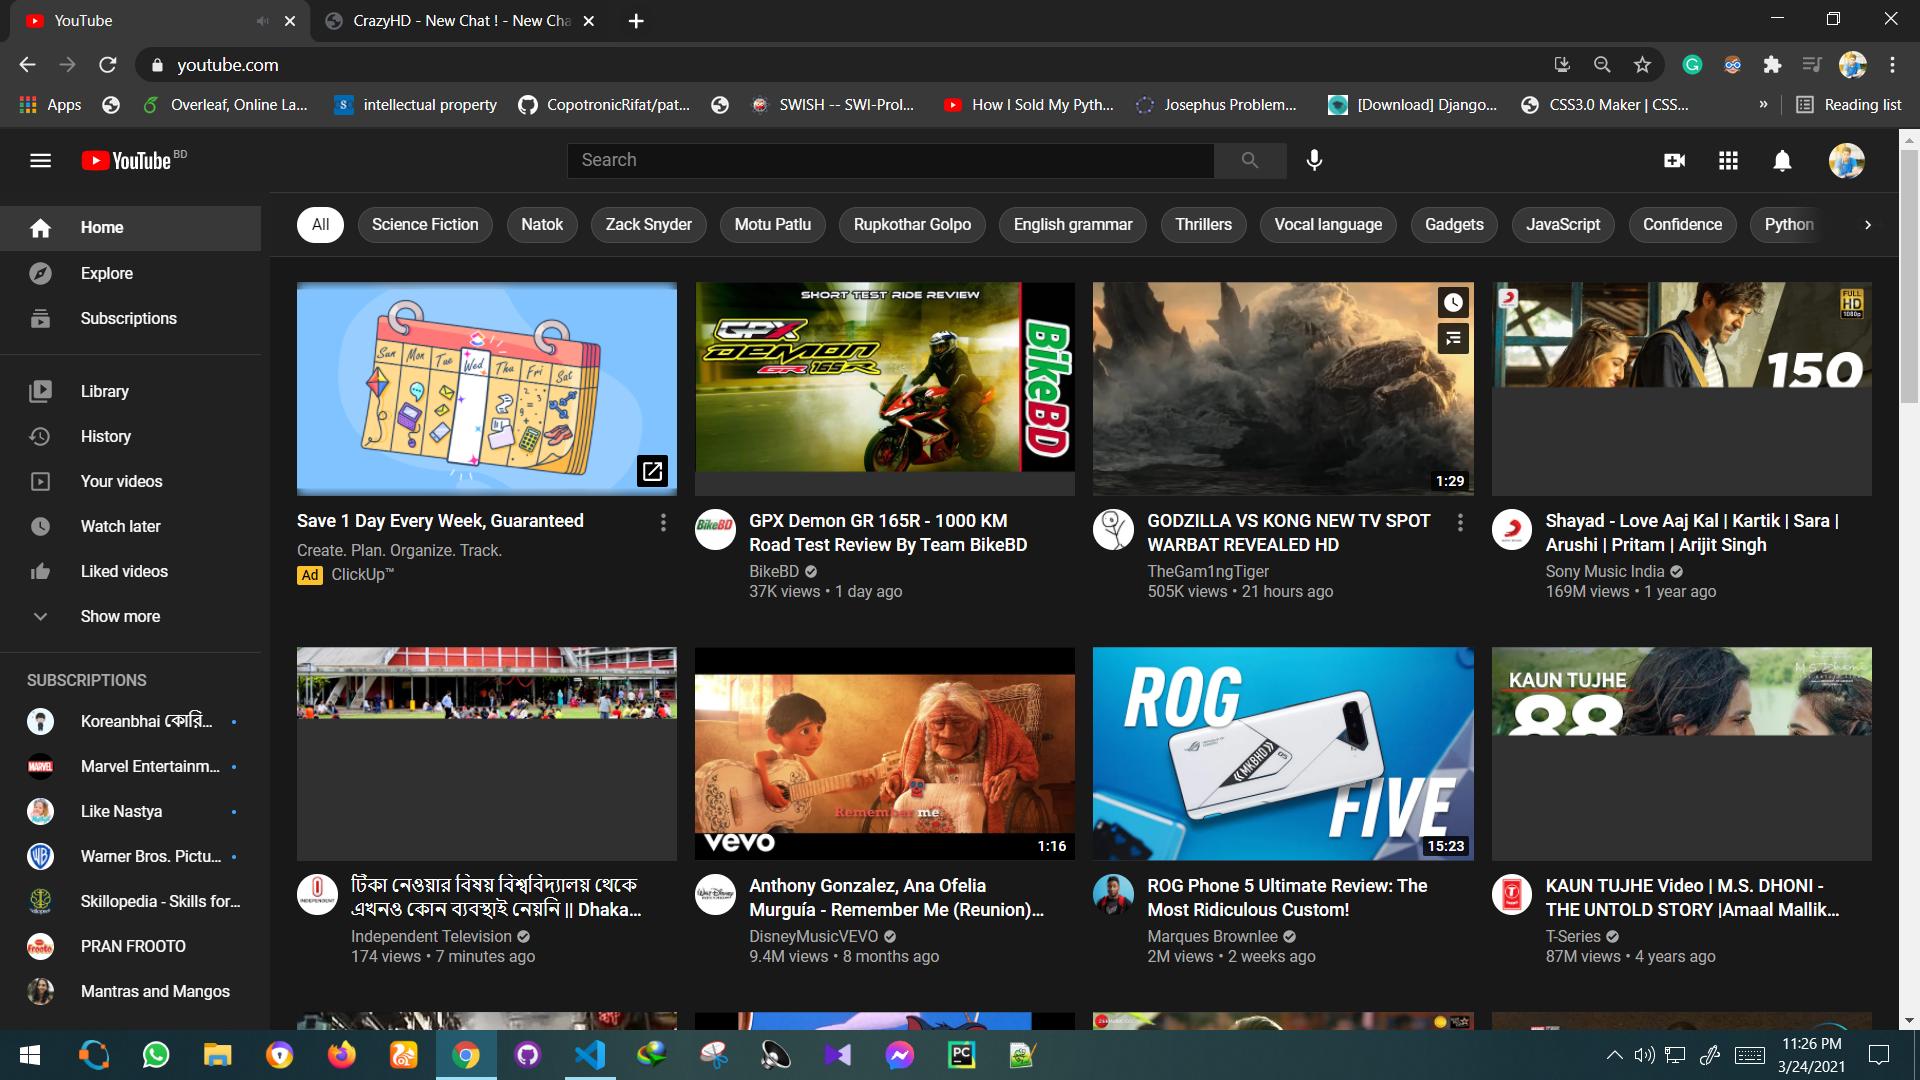 YouTube
CrazyHD - New Chat ! - New Cha
youtube.com
Apps
Overleaf, Online La...
intellectual property
CopotronicRifat/pat...
SWISH -- SWI-Prol...
How I Sold My Pyth...
Josephus Problem...
[Download] Django...
CSS3.0 Maker | CSS...
»
Reading list
YouTube BD
Search
Home
Explore
Subscriptions
Library
History
Your videos
Watch later
Liked videos
Show more
SUBSCRIPTIONS
Koreanbhai কোরি...
Marvel Entertainm...
Like Nastya
Warner Bros. Pictu...
Skillopedia - Skills for...
PRAN FROOTO
Mantras and Mangos
All
Science Fiction
Natok
Zack Snyder
Motu Patlu
Rupkothar Golpo
English grammar
Thrillers
Vocal language
Gadgets
JavaScript
Confidence
Python
Sun Mon Tue Wed Thu Fri Sat
Save 1 Day Every Week, Guaranteed
Create. Plan. Organize. Track.
Ad ClickUp™
SHORT TEST RIDE REVIEW
GPX
DEMON
GR 165R
BikeBD
BikeBD
GPX Demon GR 165R - 1000 KM
Road Test Review By Team BikeBD
BikeBD
37K views • 1 day ago
1:29
GODZILLA VS KONG NEW TV SPOT
WARBAT REVEALED HD
TheGam1ngTiger
505K views • 21 hours ago
FULL
HD
1080p
150
Shayad - Love Aaj Kal | Kartik | Sara |
Arushi | Pritam | Arijit Singh
Sony Music India
169M views • 1 year ago
INDEPENDENT
টিকা নেওয়ার বিষয় বিশ্ববিদ্যালয় থেকে
এখনও কোন ব্যবস্থাই নেয়নি || Dhaka...
Independent Television
174 views • 7 minutes ago
Remember me
vevo
1:16
Anthony Gonzalez, Ana Ofelia
Murguía - Remember Me (Reunion)...
DisneyMusicVEVO
9.4M views • 8 months ago
ROG
MKBHD
FIVE
15:23
ROG Phone 5 Ultimate Review: The
Most Ridiculous Custom!
Marques Brownlee
2M views • 2 weeks ago
M.S.Dhoni
KAUN TUJHE
88
KAUN TUJHE Video | M.S. DHONI -
THE UNTOLD STORY |Amaal Mallik...
T-Series
87M views • 4 years ago
11:26 PM
3/24/2021